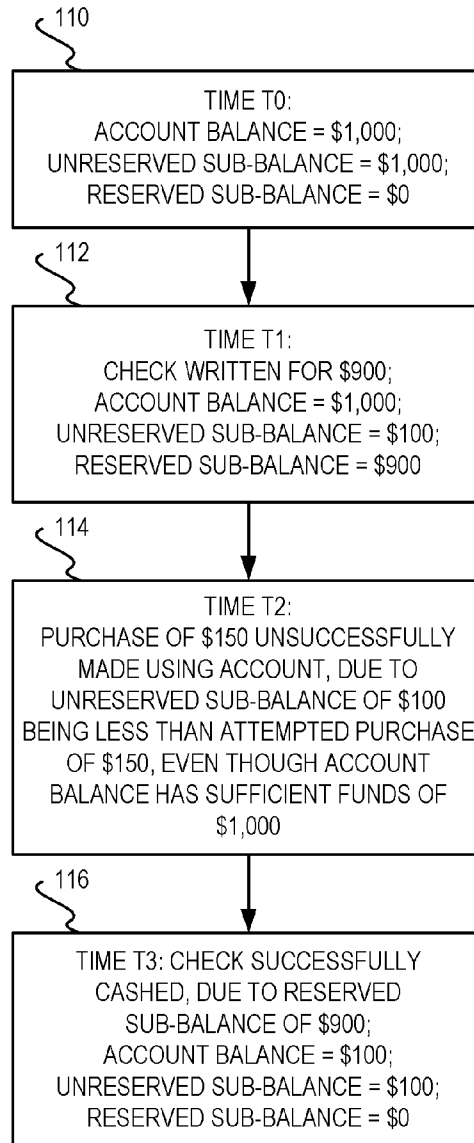 110
TIME T0:
ACCOUNT BALANCE = $1,000;
UNRESERVED SUB-BALANCE = $1,000;
RESERVED SUB-BALANCE = $0
112
TIME T1:
CHECK WRITTEN FOR $900;
ACCOUNT BALANCE = $1,000;
UNRESERVED SUB-BALANCE = $100;
RESERVED SUB-BALANCE = $900
114
TIME T2:
PURCHASE OF $150 UNSUCCESSFULLY
MADE USING ACCOUNT, DUE TO
UNRESERVED SUB-BALANCE OF $100
BEING LESS THAN ATTEMPTED PURCHASE
OF $150, EVEN THOUGH ACCOUNT
BALANCE HAS SUFFICIENT FUNDS OF
$1,000
116
TIME T3: CHECK SUCCESSFULLY
CASHED, DUE TO RESERVED
SUB-BALANCE OF $900;
ACCOUNT BALANCE = $100;
UNRESERVED SUB-BALANCE = $100;
RESERVED SUB-BALANCE = $0